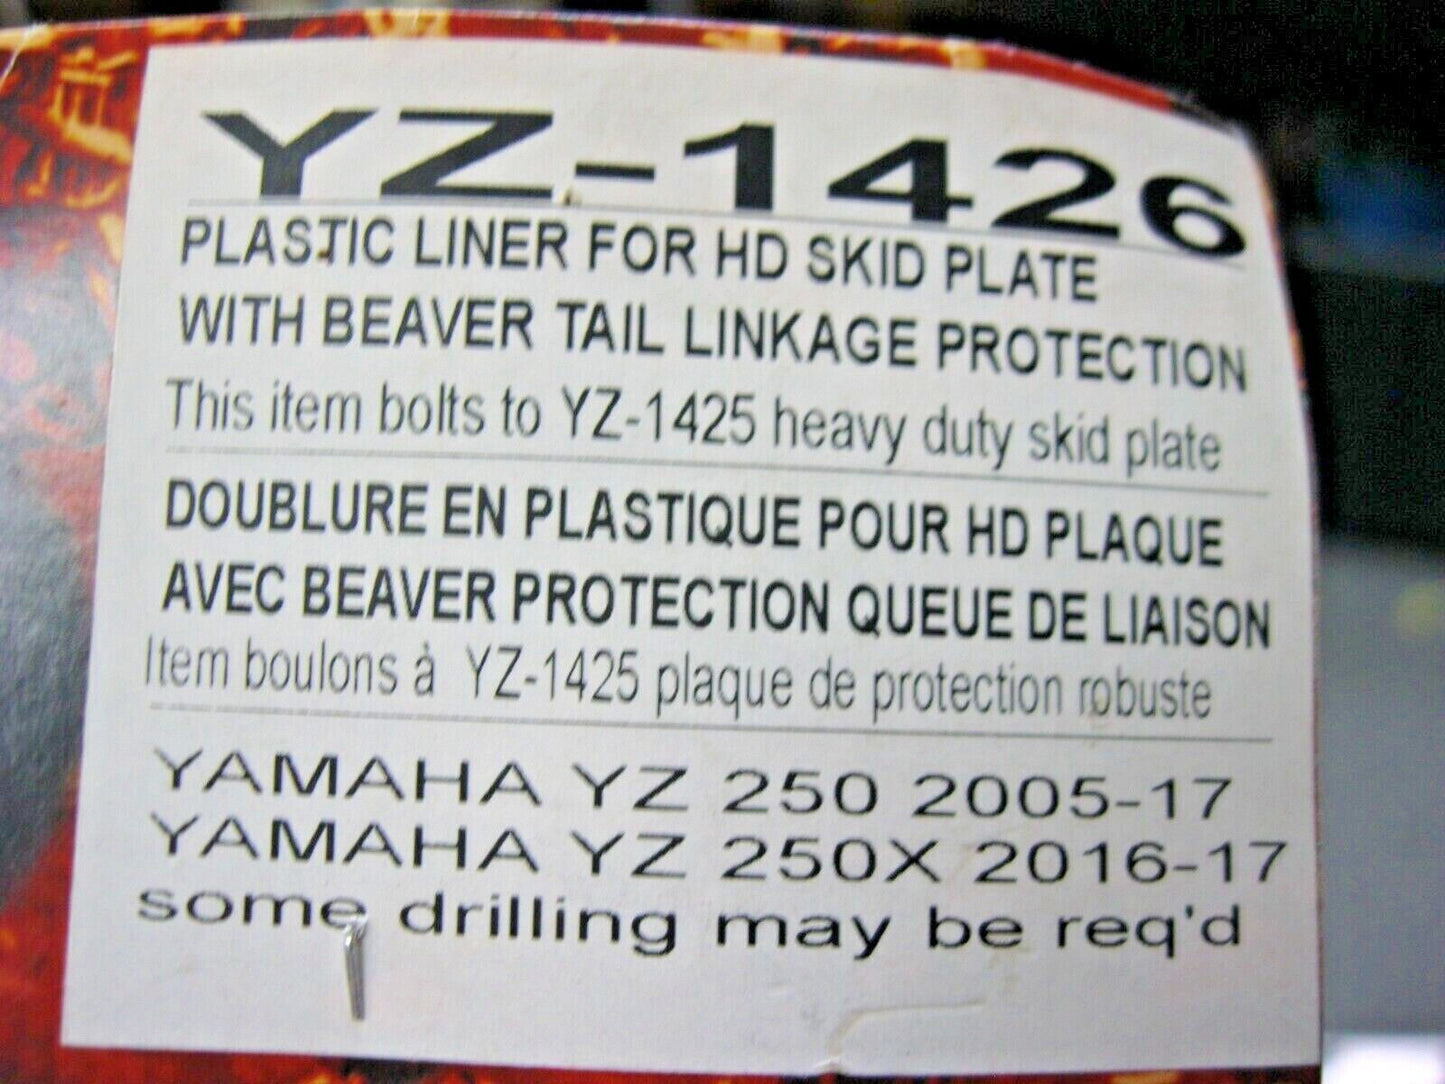 YZ-1426
PLASTIC LINER FOR HD SKID PLATE
WITH BEAVER TAIL LINKAGE PROTECTION
This item bolts to YZ-1425 heavy duty skid plate
DOUBLURE EN PLASTIQUE POUR HD PLAQUE
AVEC BEAVER PROTECTION QUEUE DE LIAISON
Item boulons à YZ-1425 plaque de protection robuste
YAMAHA YZ 250 2005-17
YAMAHA YZ 250X 2016-17
some drilling may be req'd